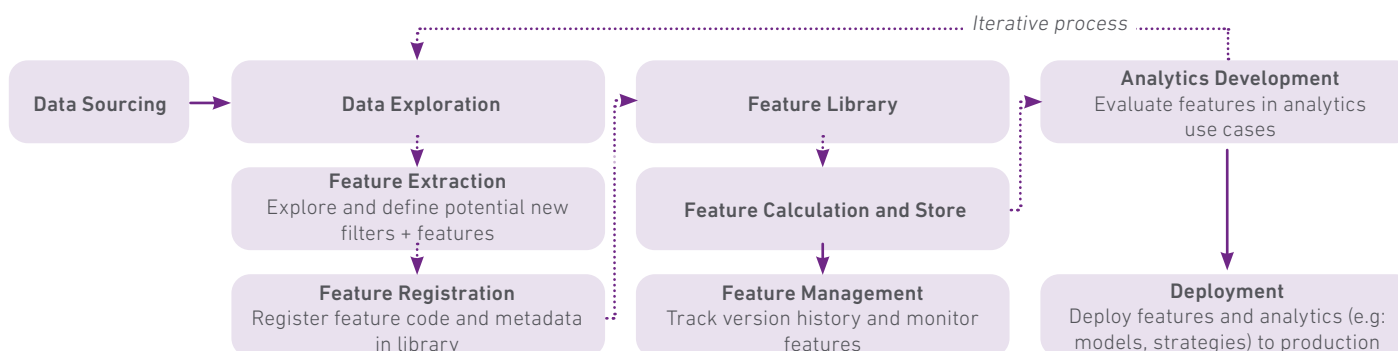 Iterative process
Data Sourcing
Data Exploration
Feature Library
Analytics Development
Evaluate features in analytics
use cases
Feature Extraction
Explore and define potential new
filters + features
Feature Calculation and Store
Feature Registration
Register feature code and metadata
in library
Feature Management
Track version history and monitor
features
Deployment
Deploy features and analytics (e.g:
models, strategies) to production